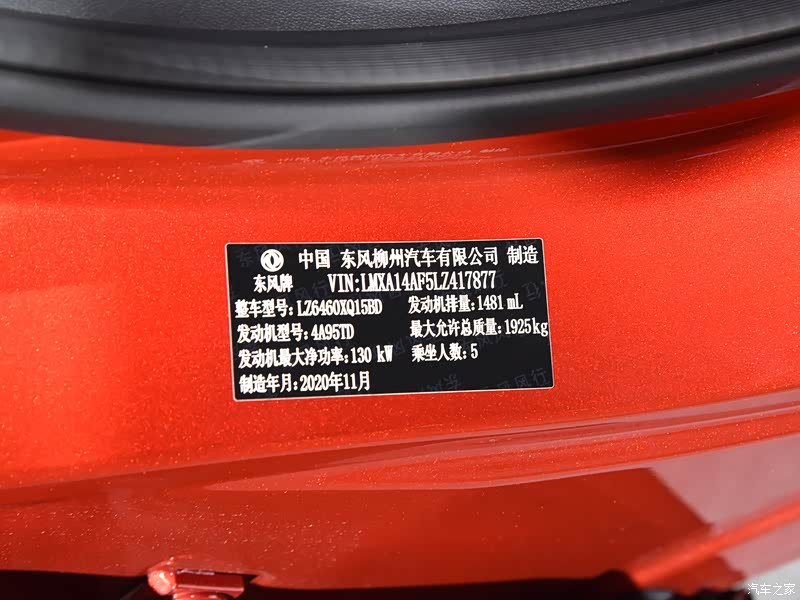 中国 东风柳州汽车有限公司 制造
东风牌 VIN:LMXA14AF5LZ417877
整车型号:LZ6460XQ15BD 发动机排量:1481 mL
发动机型号:4A95TD 最大允许总质量:1925kg
发动机最大净功率:130 kW 乘坐人数:5
制造年月:2020年11月
汽车之家